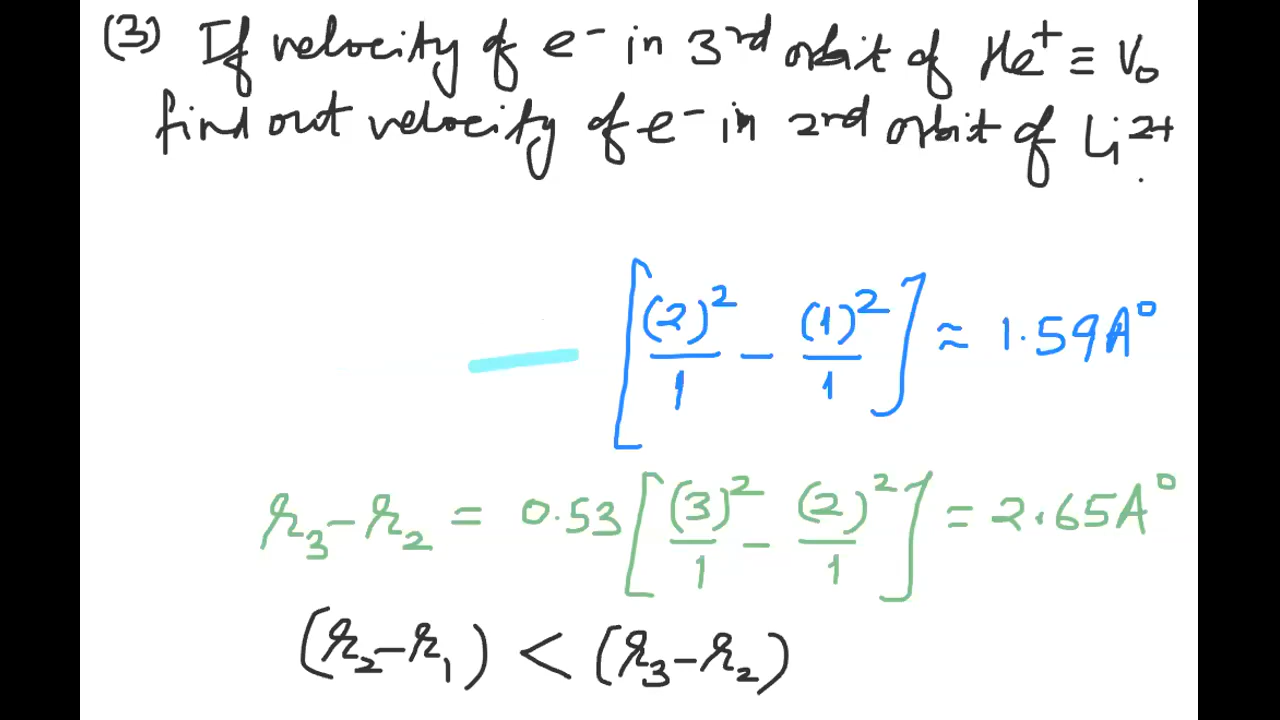 (3) If velocity of e⁻ in 3rd orbit of He⁺ ≡ V₀
find out velocity of e⁻ in 2nd orbit of Li²⁺.
[(2)²/1 − (1)²/1] ≈ 1.59A°
r₃−r₂ = 0.53[(3)²/1 − (2)²/1] = 2.65A°
(r₂−r₁) < (r₃−r₂)